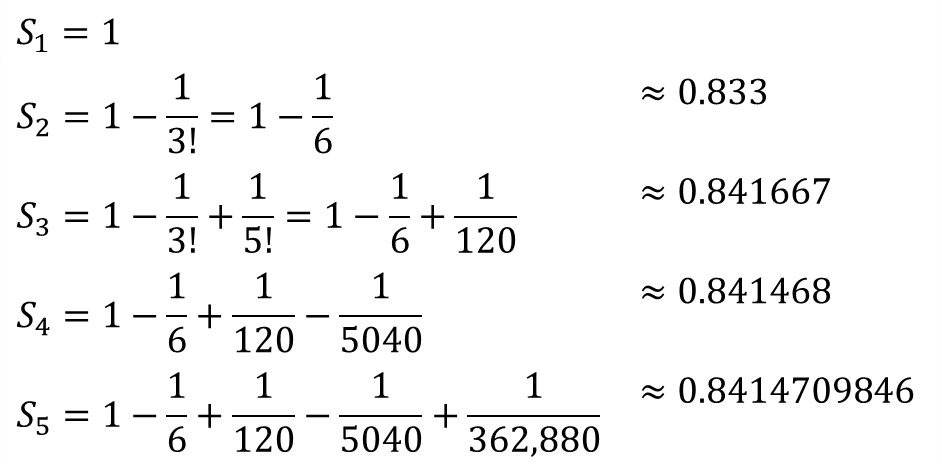 S₁ = 1
S₂ = 1 − 1/3! = 1 − 1/6 ≈ 0.833
S₃ = 1 − 1/3! + 1/5! = 1 − 1/6 + 1/120 ≈ 0.841667
S₄ = 1 − 1/6 + 1/120 − 1/5040 ≈ 0.841468
S₅ = 1 − 1/6 + 1/120 − 1/5040 + 1/362,880 ≈ 0.8414709846